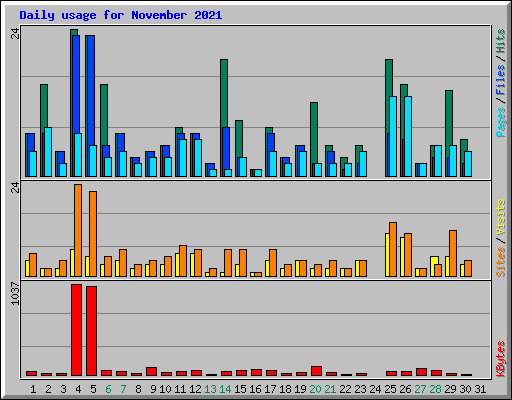 Daily usage for November 2021
24
Pages / Files / Hits
24
Sites / Visits
1037
KBytes
1 2 3 4 5 6 7 8 9 10 11 12 13 14 15 16 17 18 19 20 21 22 23 24 25 26 27 28 29 30 31